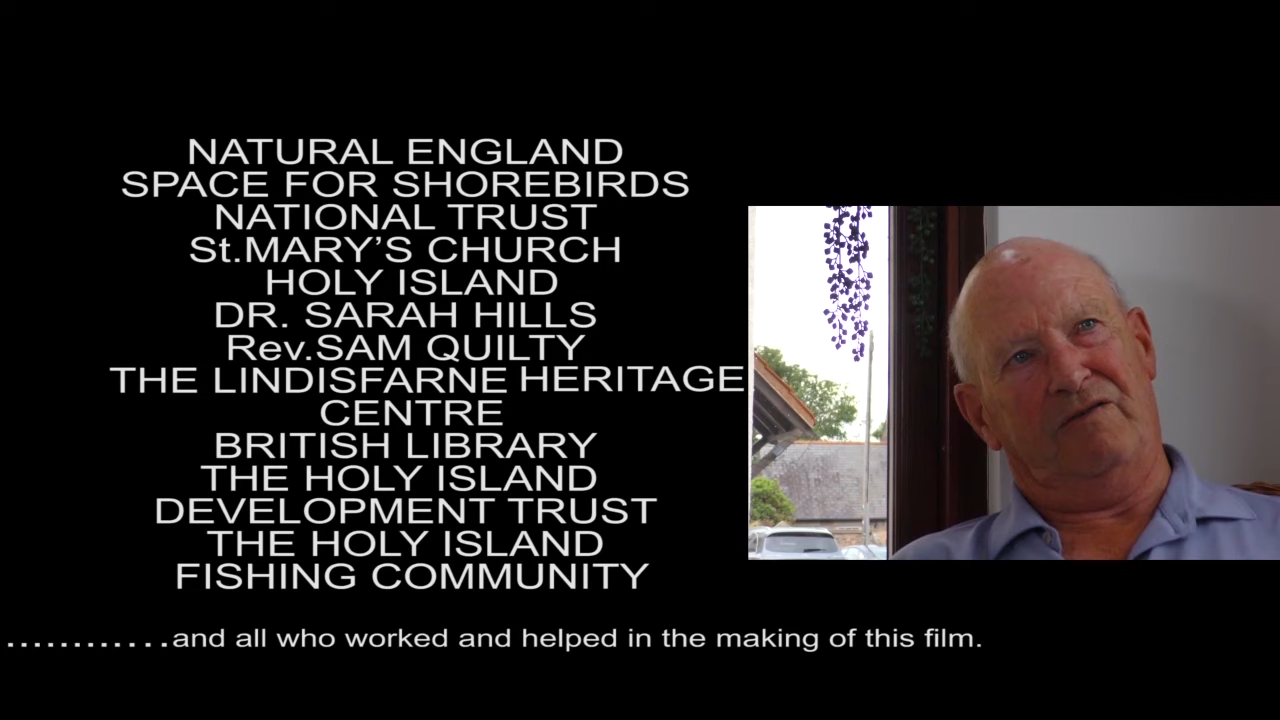 NATURAL ENGLAND
SPACE FOR SHOREBIRDS
NATIONAL TRUST
St.MARY’S CHURCH
HOLY ISLAND
DR. SARAH HILLS
Rev.SAM QUILTY
THE LINDISFARNE HERITAGE
CENTRE
BRITISH LIBRARY
THE HOLY ISLAND
DEVELOPMENT TRUST
THE HOLY ISLAND
FISHING COMMUNITY
............and all who worked and helped in the making of this film.